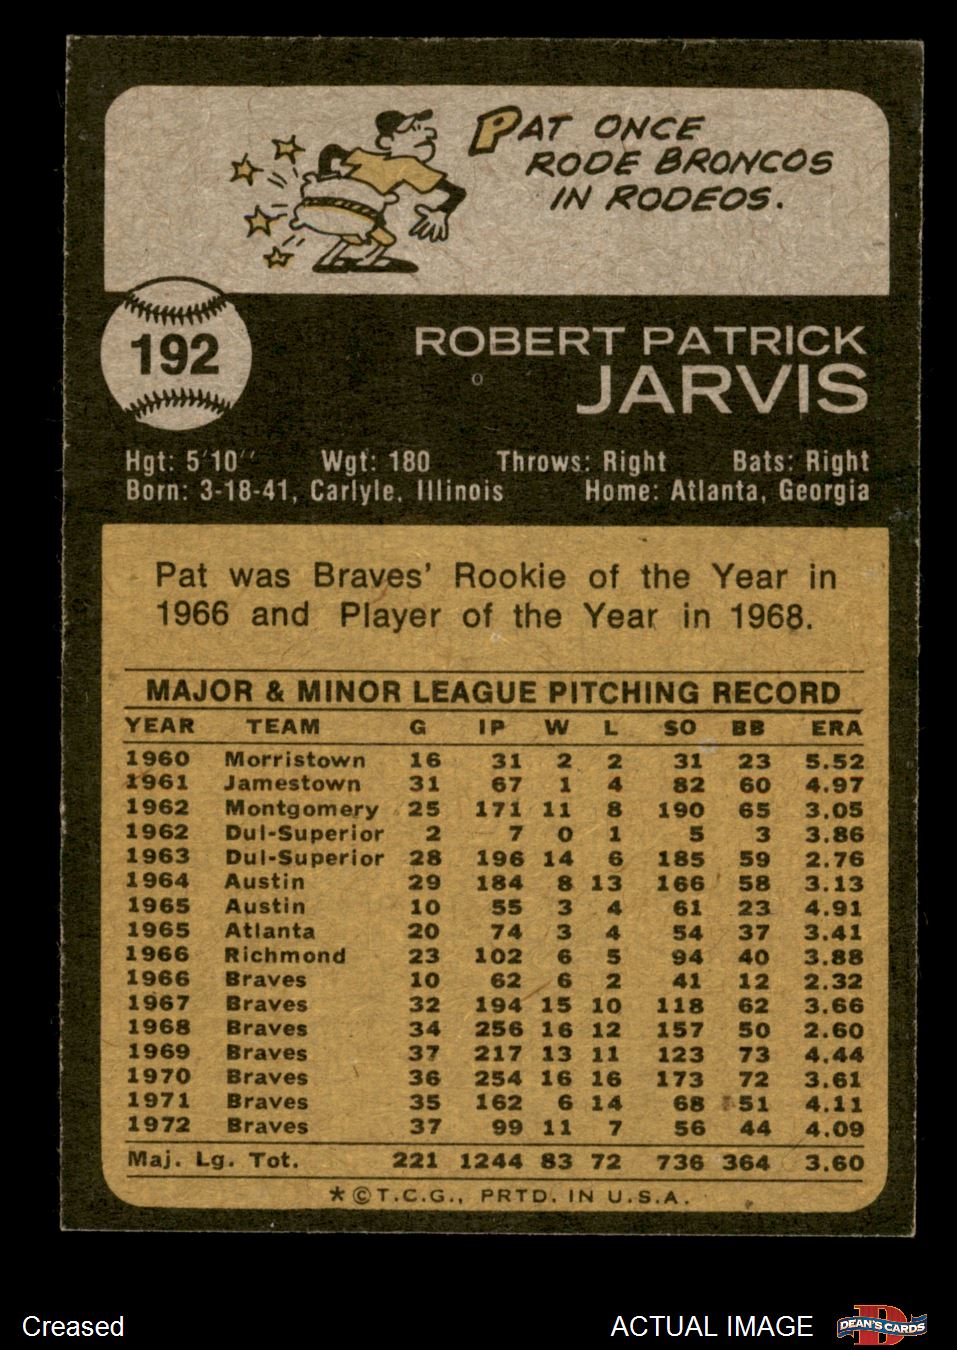 PAT ONCE
RODE BRONCOS
IN RODEOS.
192
ROBERT PATRICK
JARVIS
Hgt: 5'10'' Wgt: 180 Throws: Right Bats: Right
Born: 3-18-41, Carlyle, Illinois Home: Atlanta, Georgia
Pat was Braves' Rookie of the Year in
1966 and Player of the Year in 1968.
MAJOR & MINOR LEAGUE PITCHING RECORD
YEAR TEAM G IP W L SO BB ERA
1960 Morristown 16 31 2 2 31 23 5.52
1961 Jamestown 31 67 1 4 82 60 4.97
1962 Montgomery 25 171 11 8 190 65 3.05
1962 Dul-Superior 2 7 0 1 5 3 3.86
1963 Dul-Superior 28 196 14 6 185 59 2.76
1964 Austin 29 184 8 13 166 58 3.13
1965 Austin 10 55 3 4 61 23 4.91
1965 Atlanta 20 74 3 4 54 37 3.41
1966 Richmond 23 102 6 5 94 40 3.88
1966 Braves 10 62 6 2 41 12 2.32
1967 Braves 32 194 15 10 118 62 3.66
1968 Braves 34 256 16 12 157 50 2.60
1969 Braves 37 217 13 11 123 73 4.44
1970 Braves 36 254 16 16 173 72 3.61
1971 Braves 35 162 6 14 68 51 4.11
1972 Braves 37 99 11 7 56 44 4.09
Maj. Lg. Tot. 221 1244 83 72 736 364 3.60
*©T.C.G., PRTD. IN U.S.A.
Creased ACTUAL IMAGE DEAN'S CARDS